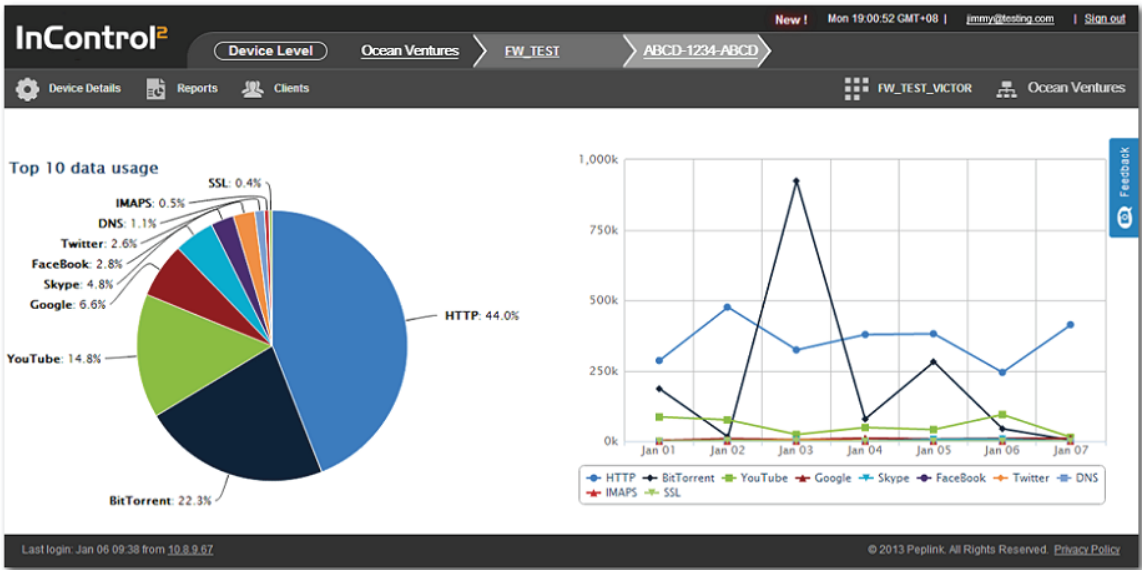 New ! Mon 19:00:52 GMT+08 | jimmy@testing.com | Sign out
InControl²
Device Level Ocean Ventures FW_TEST ABCD-1234-ABCD
Device Details Reports Clients FW_TEST_VICTOR Ocean Ventures
Feedback
Top 10 data usage
SSL: 0.4%
IMAPS: 0.5%
DNS: 1.1%
Twitter: 2.6%
FaceBook: 2.8%
Skype: 4.8%
Google: 6.6%
HTTP: 44.0%
YouTube: 14.8%
BitTorrent: 22.3%
1,000k
750k
500k
250k
0k
Jan 01 Jan 02 Jan 03 Jan 04 Jan 05 Jan 06 Jan 07
HTTP BitTorrent YouTube Google Skype FaceBook Twitter DNS
IMAPS SSL
Last login: Jan 06 09:38 from 10.8.9.67 © 2013 Peplink. All Rights Reserved. Privacy Policy